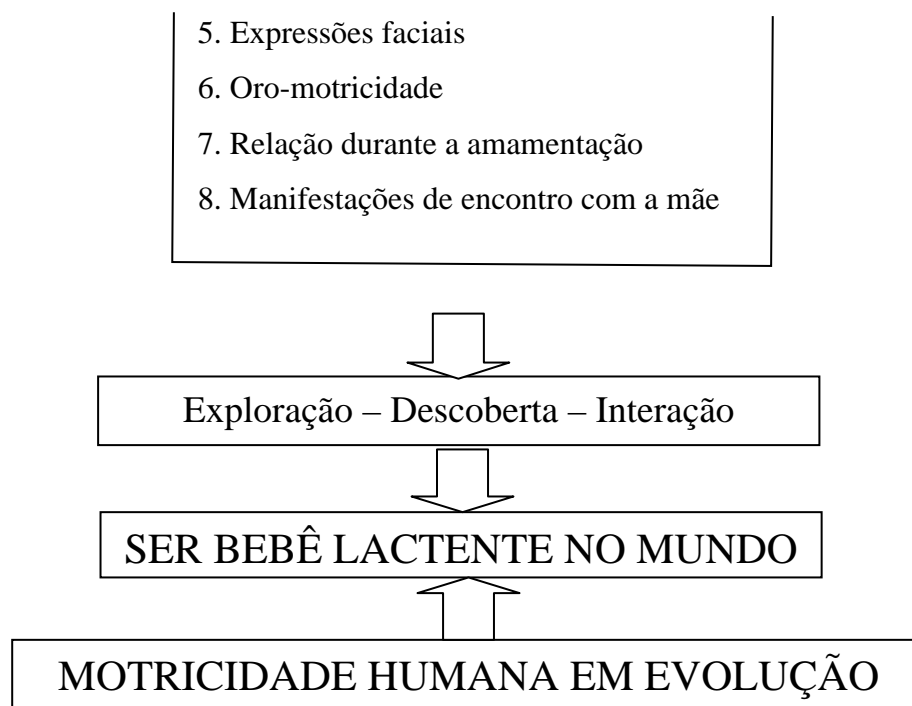 5. Expressões faciais
6. Oro-motricidade
7. Relação durante a amamentação
8. Manifestações de encontro com a mãe
Exploração – Descoberta – Interação
SER BEBÊ LACTENTE NO MUNDO
MOTRICIDADE HUMANA EM EVOLUÇÃO